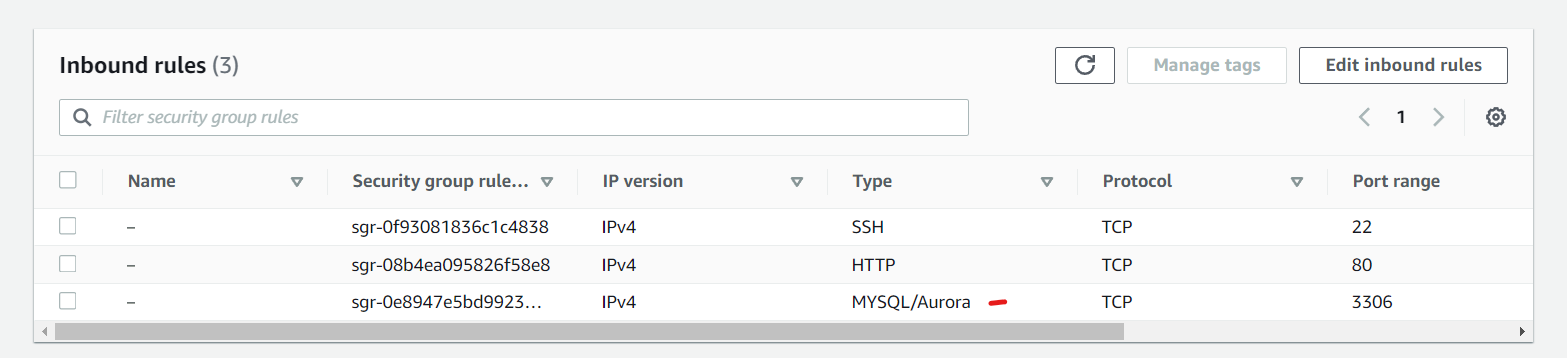 Inbound rules (3)
Manage tags
Edit inbound rules
Filter security group rules
1
Name Security group rule... IP version Type Protocol Port range
– sgr-0f93081836c1c4838 IPv4 SSH TCP 22
– sgr-08b4ea095826f58e8 IPv4 HTTP TCP 80
– sgr-0e8947e5bd9923... IPv4 MYSQL/Aurora TCP 3306